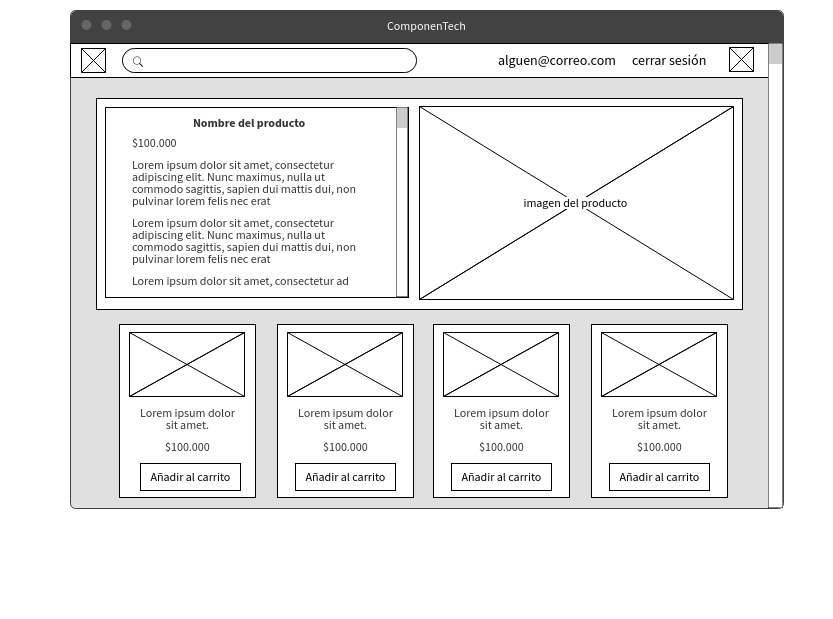 ComponenTech
alguen@correo.com cerrar sesión
Nombre del producto
$100.000
Lorem ipsum dolor sit amet, consectetur
adipiscing elit. Nunc maximus, nulla ut
commodo sagittis, sapien dui mattis dui, non
pulvinar lorem felis nec erat
Lorem ipsum dolor sit amet, consectetur
adipiscing elit. Nunc maximus, nulla ut
commodo sagittis, sapien dui mattis dui, non
pulvinar lorem felis nec erat
Lorem ipsum dolor sit amet, consectetur ad
imagen del producto
Lorem ipsum dolor
sit amet.
$100.000
Añadir al carrito
Lorem ipsum dolor
sit amet.
$100.000
Añadir al carrito
Lorem ipsum dolor
sit amet.
$100.000
Añadir al carrito
Lorem ipsum dolor
sit amet.
$100.000
Añadir al carrito